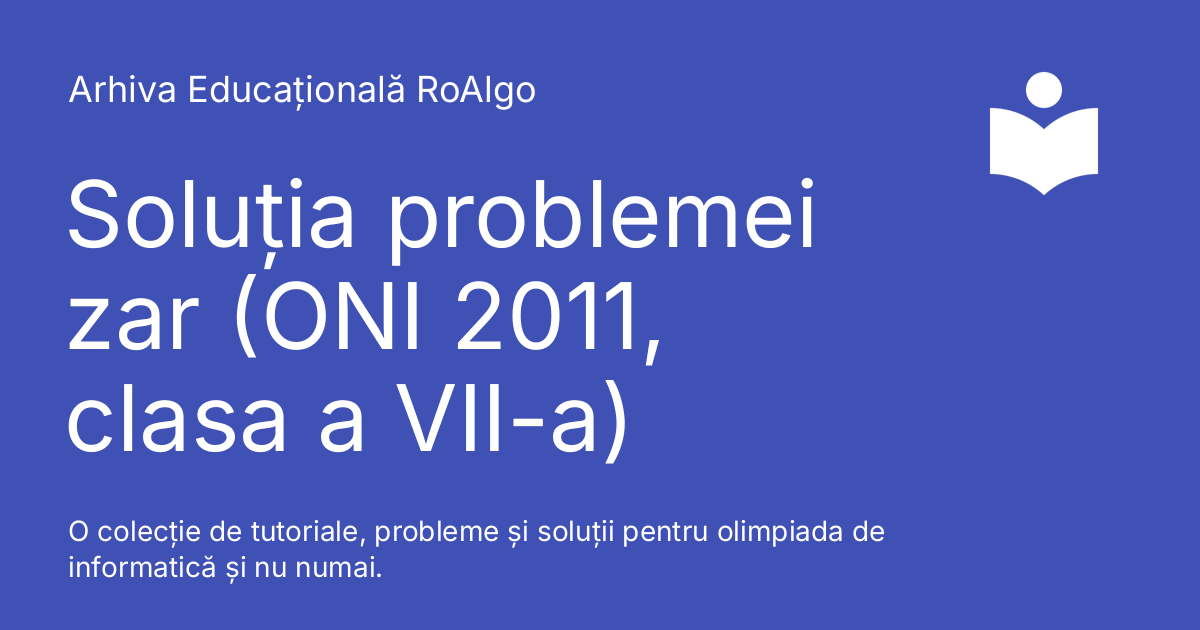 Arhiva Educațională RoAlgo
Soluția problemei
zar (ONI 2011,
clasa a VII-a)
O colecție de tutoriale, probleme și soluții pentru olimpiada de
informatică și nu numai.